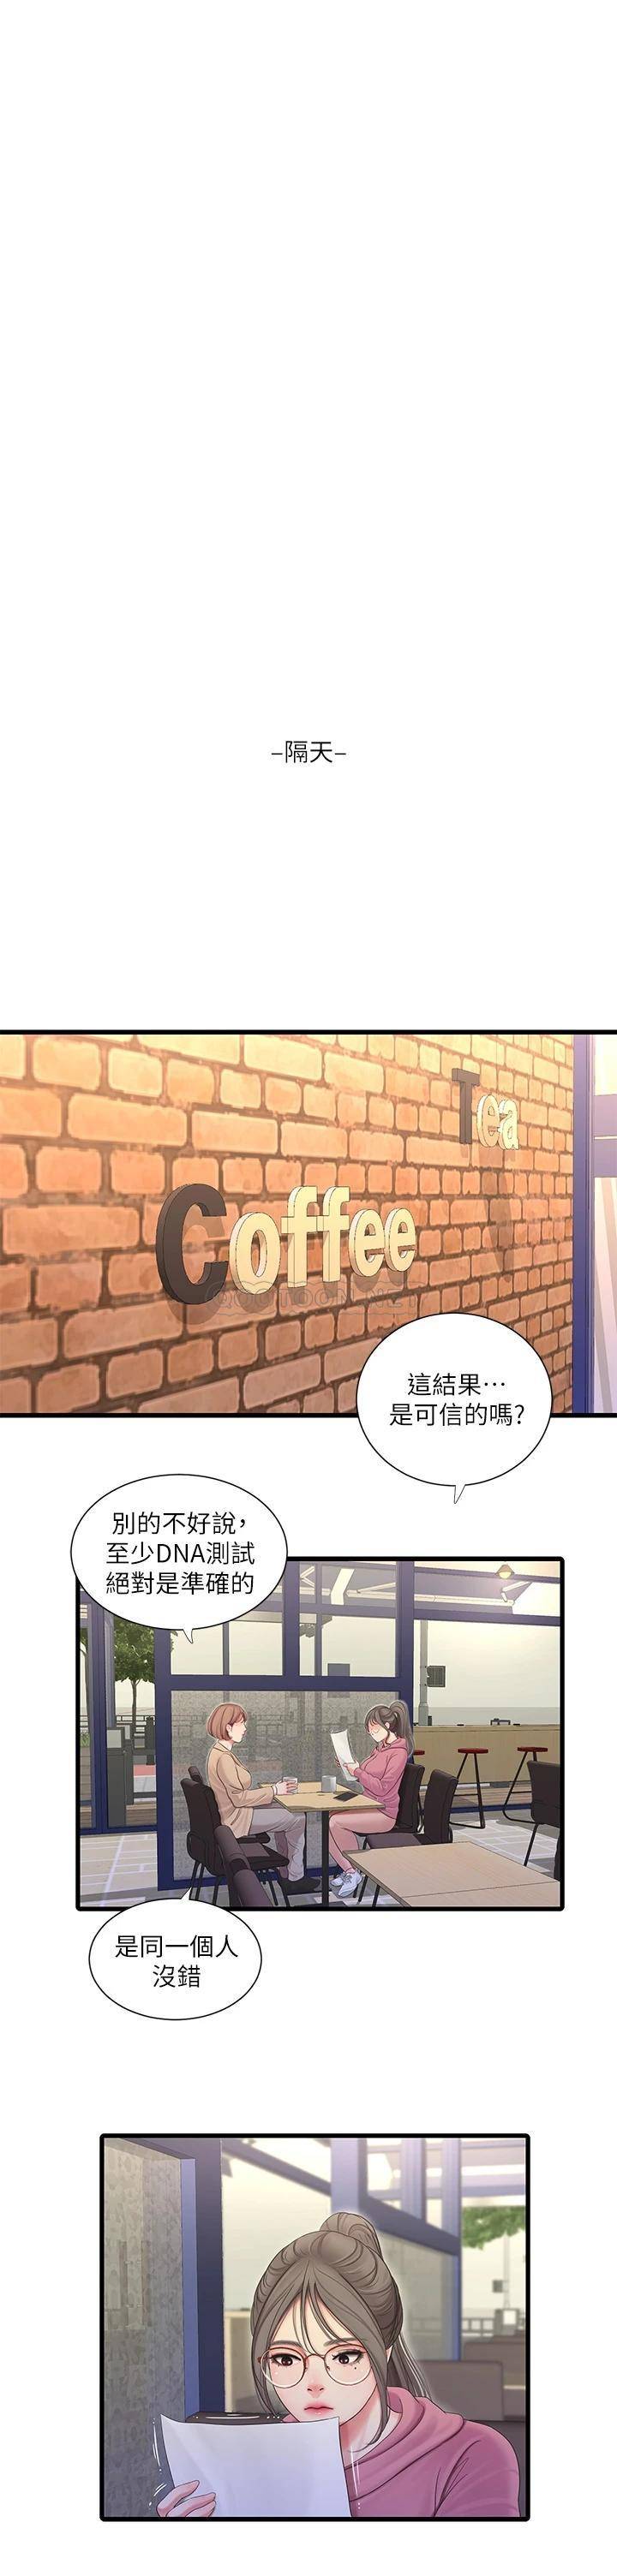 –隔天–
Tea
Coffee
這結果⋯
是可信的嗎?
別的不好說,
至少DNA測試
絕對是準確的
是同一個人
沒錯